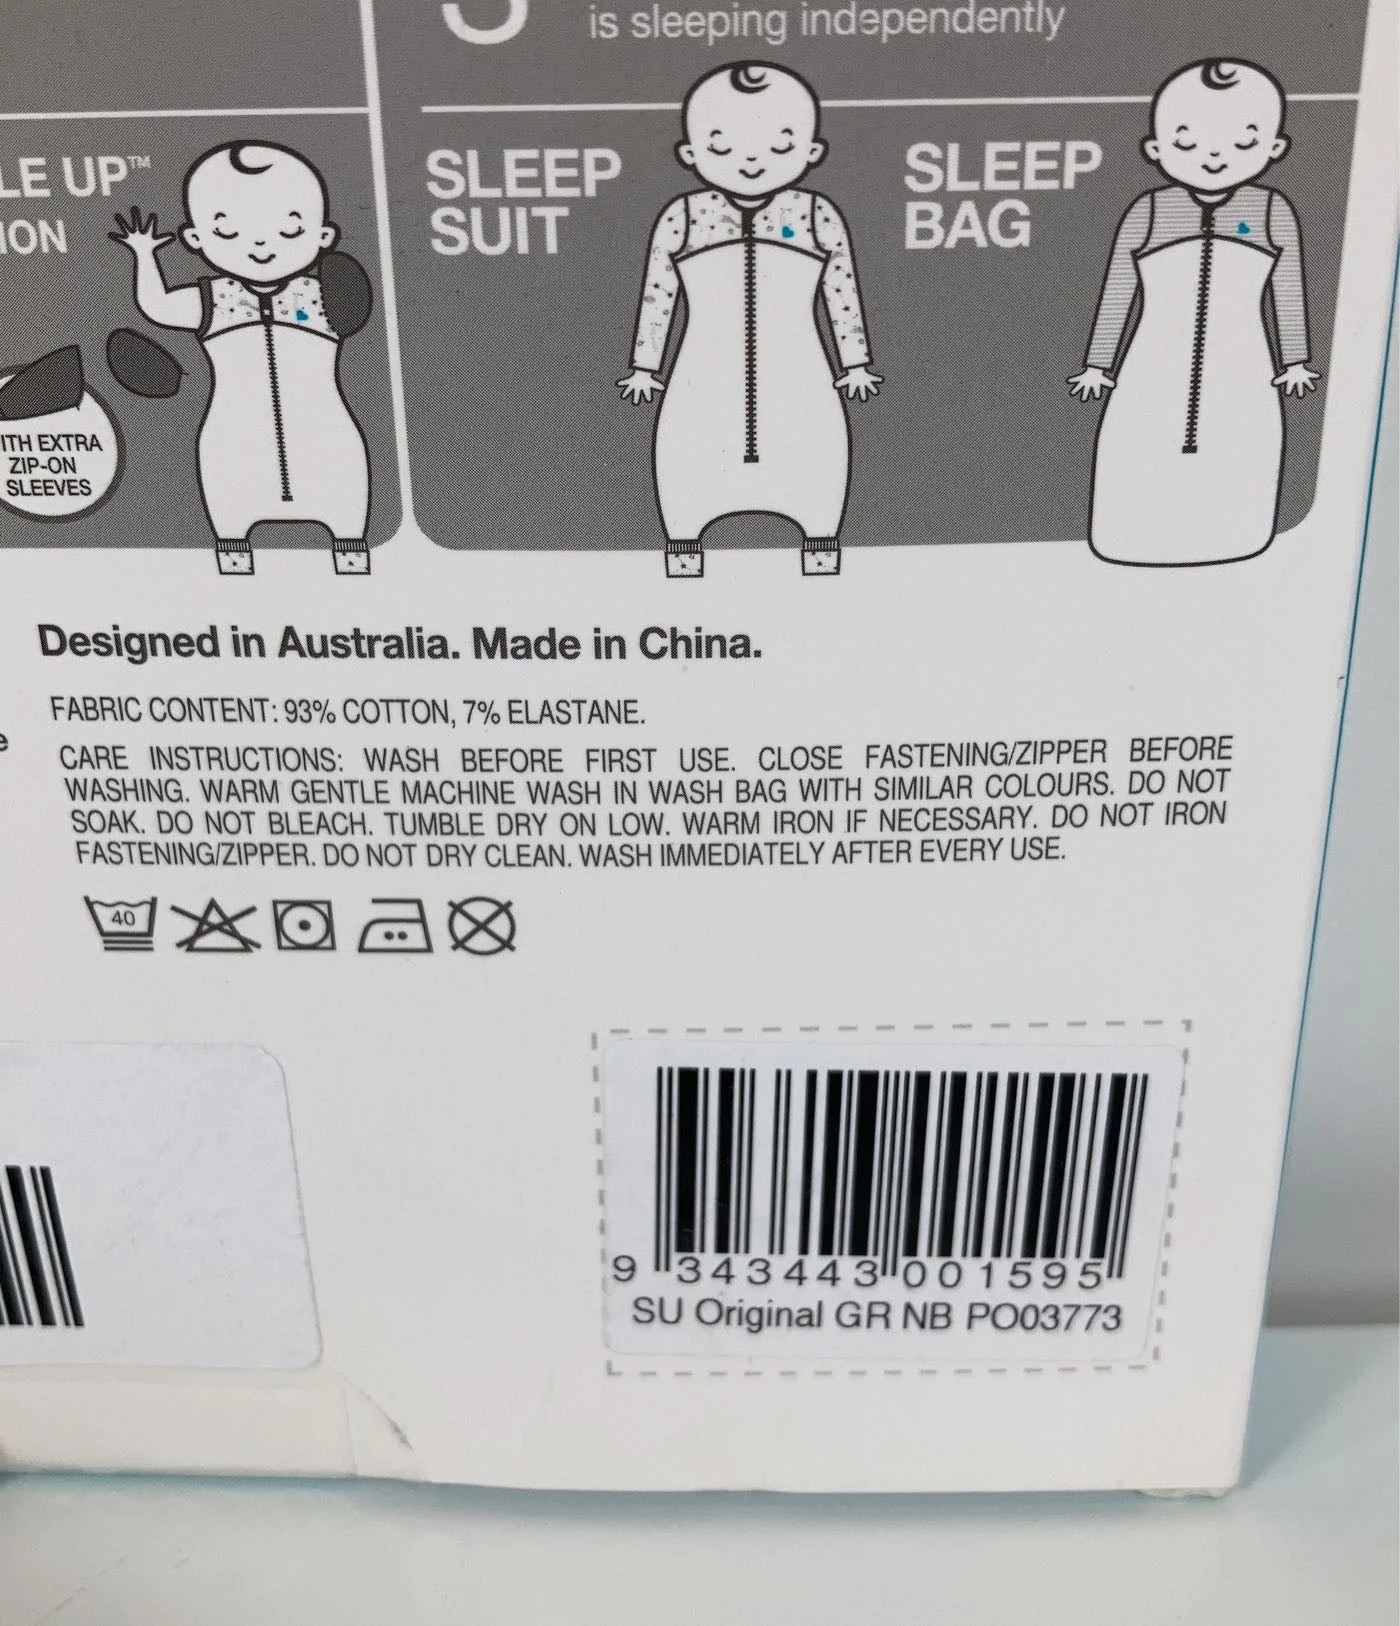 is sleeping independently
LE UP™
ION
SLEEP
SUIT
SLEEP
BAG
ITH EXTRA
ZIP-ON
SLEEVES
Designed in Australia. Made in China.
FABRIC CONTENT: 93% COTTON, 7% ELASTANE.
e
CARE INSTRUCTIONS: WASH BEFORE FIRST USE. CLOSE FASTENING/ZIPPER BEFORE
WASHING. WARM GENTLE MACHINE WASH IN WASH BAG WITH SIMILAR COLOURS. DO NOT
SOAK. DO NOT BLEACH. TUMBLE DRY ON LOW. WARM IRON IF NECESSARY. DO NOT IRON
FASTENING/ZIPPER. DO NOT DRY CLEAN. WASH IMMEDIATELY AFTER EVERY USE.
40
9 343443 001595
SU Original GR NB PO03773